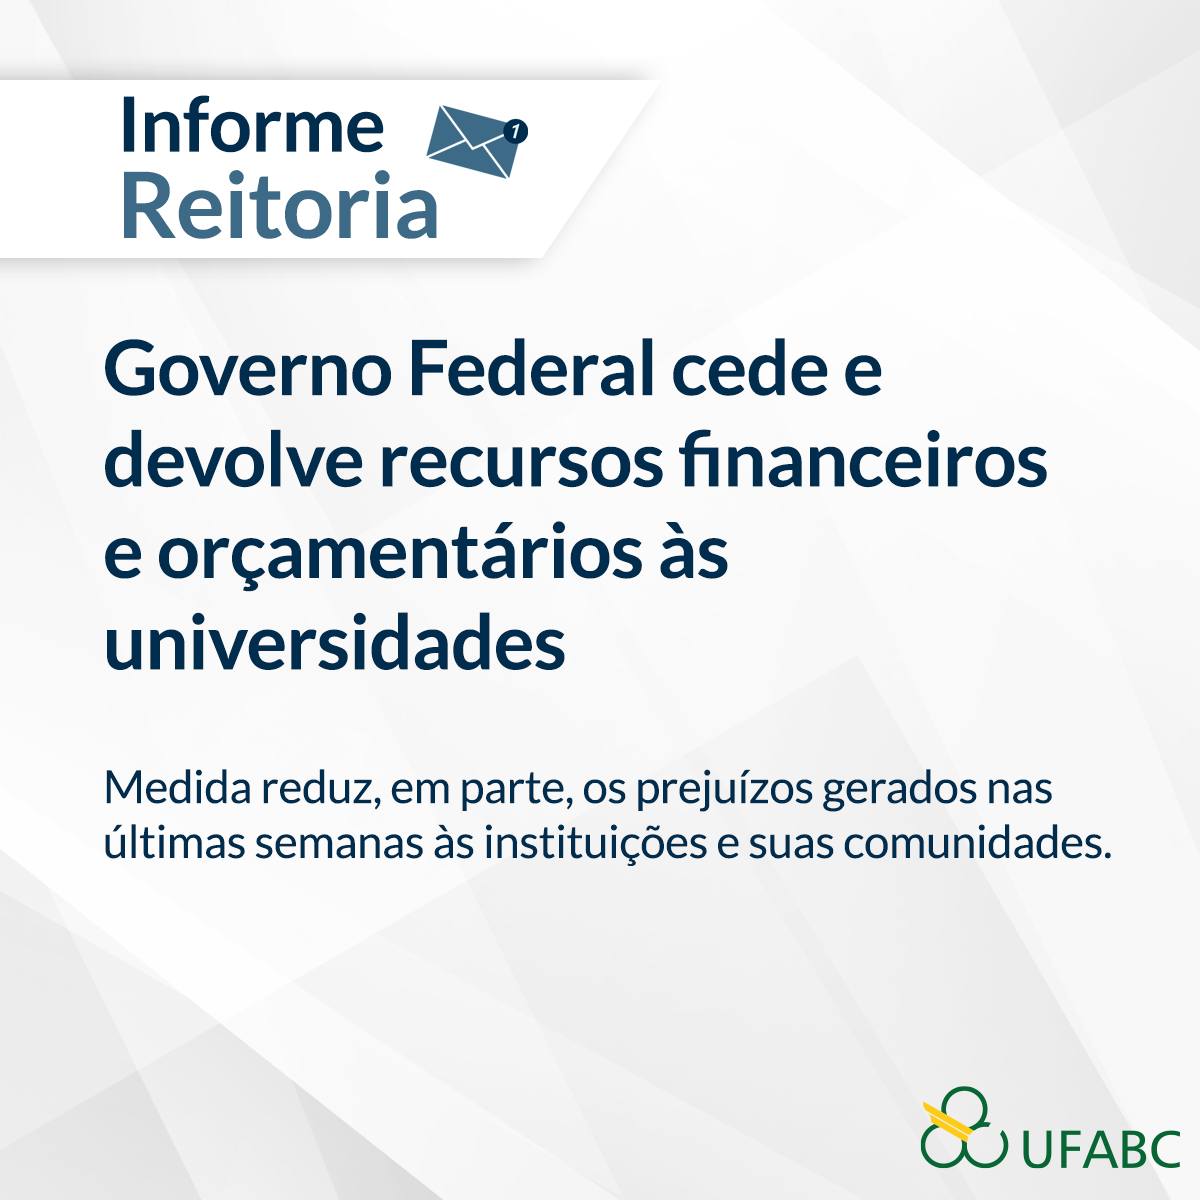 Informe
1
Reitoria
Governo Federal cede e
devolve recursos financeiros
e orçamentários às
universidades
Medida reduz, em parte, os prejuízos gerados nas
últimas semanas às instituições e suas comunidades.
UFABC